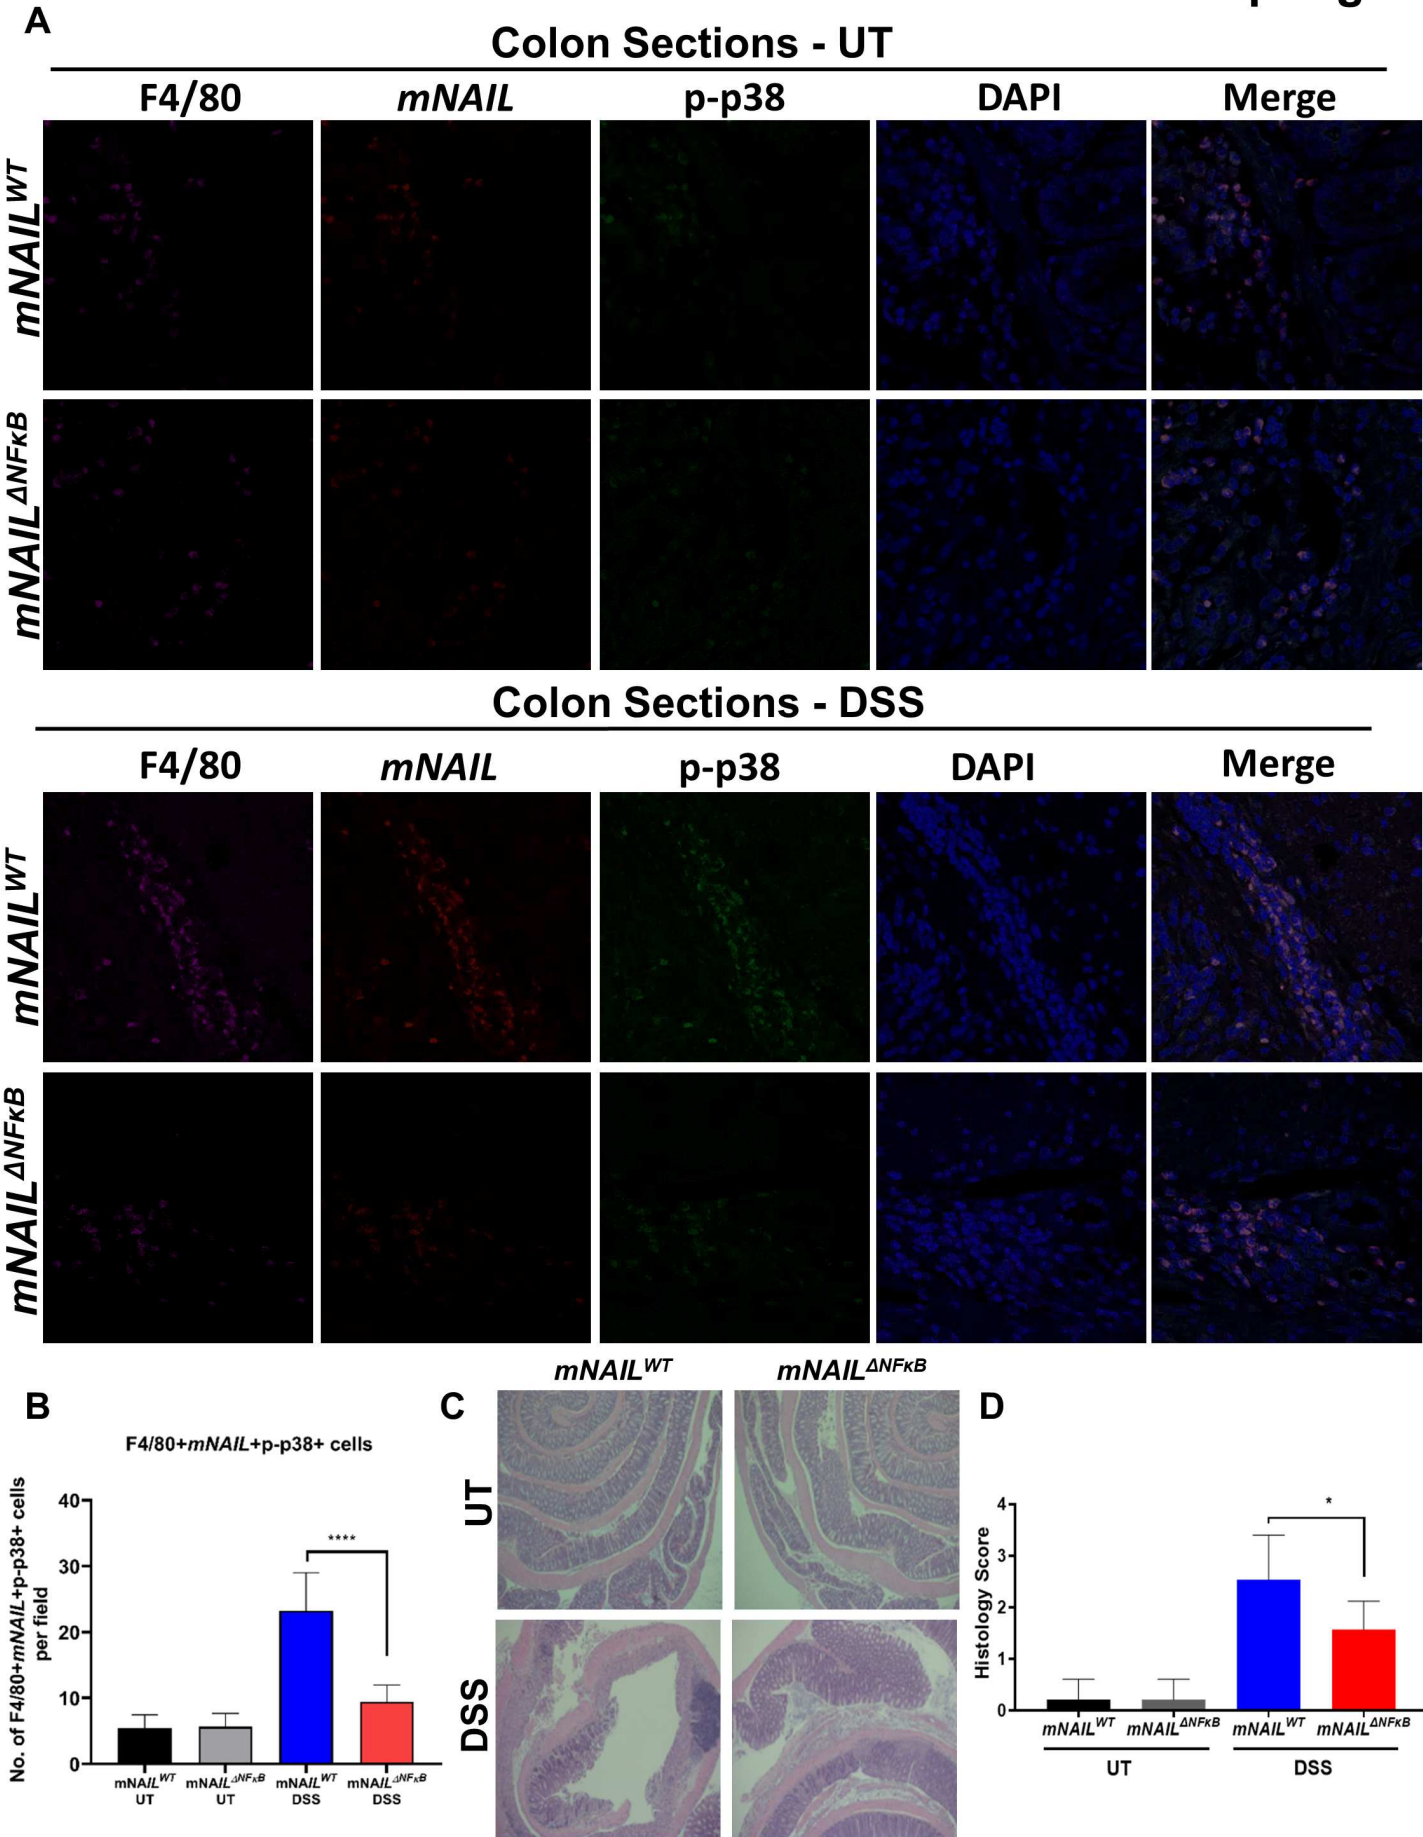 A
Colon Sections - UT
F4/80 mNAIL p-p38 DAPI Merge
mNAIL^WT
mNAIL^ΔNFκB
Colon Sections - DSS
F4/80 mNAIL p-p38 DAPI Merge
mNAIL^WT
mNAIL^ΔNFκB
B
F4/80+mNAIL+p-p38+ cells
No. of F4/80+mNAIL+p-p38+ cells
per field
40
30
20
10
0
****
mNAIL^WT mNAIL^ΔNFκB mNAIL^WT mNAIL^ΔNFκB
UT UT DSS DSS
C
mNAIL^WT mNAIL^ΔNFκB
UT
DSS
D
Histology Score
4
3
2
1
0
*
mNAIL^WT mNAIL^ΔNFκB mNAIL^WT mNAIL^ΔNFκB
UT DSS